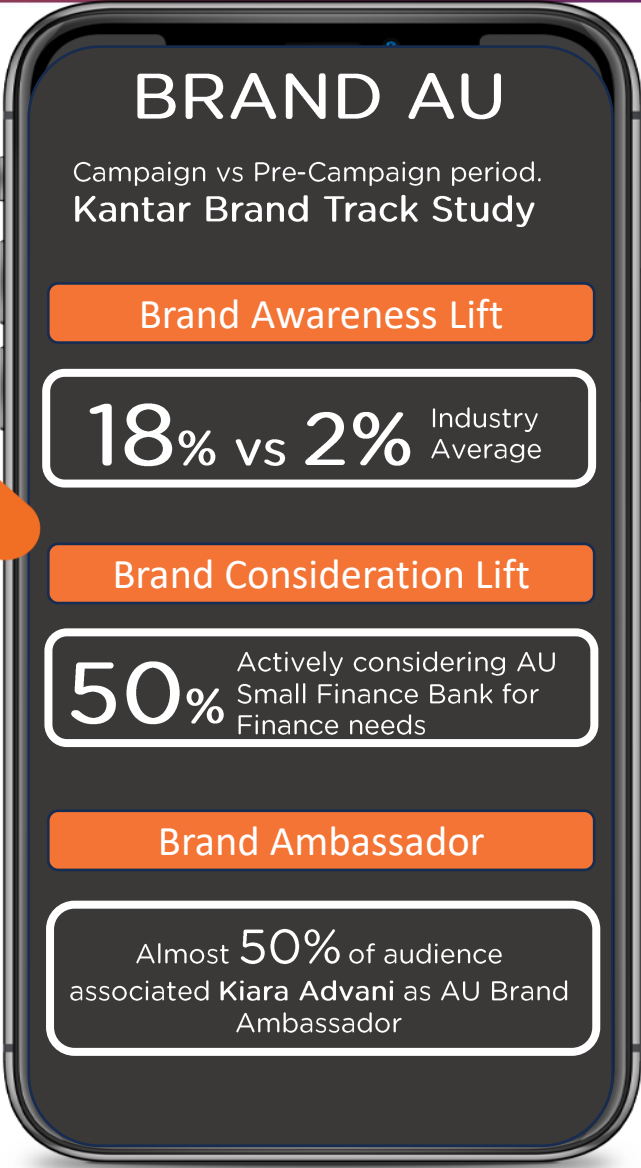 BRAND AU
Campaign vs Pre-Campaign period.
Kantar Brand Track Study
Brand Awareness Lift
18% vs 2% Industry Average
Brand Consideration Lift
50% Actively considering AU
Small Finance Bank for
Finance needs
Brand Ambassador
Almost 50% of audience
associated Kiara Advani as AU Brand
Ambassador